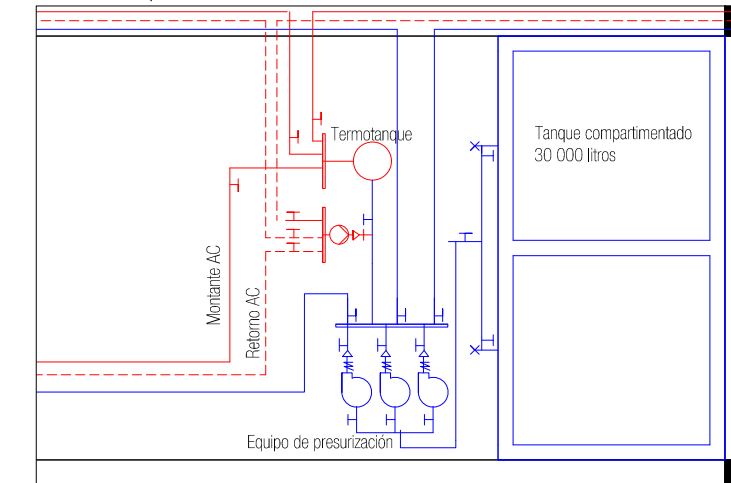 Termotanque
Tanque compartimentado
30 000 litros
Montante AC
Retorno AC
Equipo de presurización